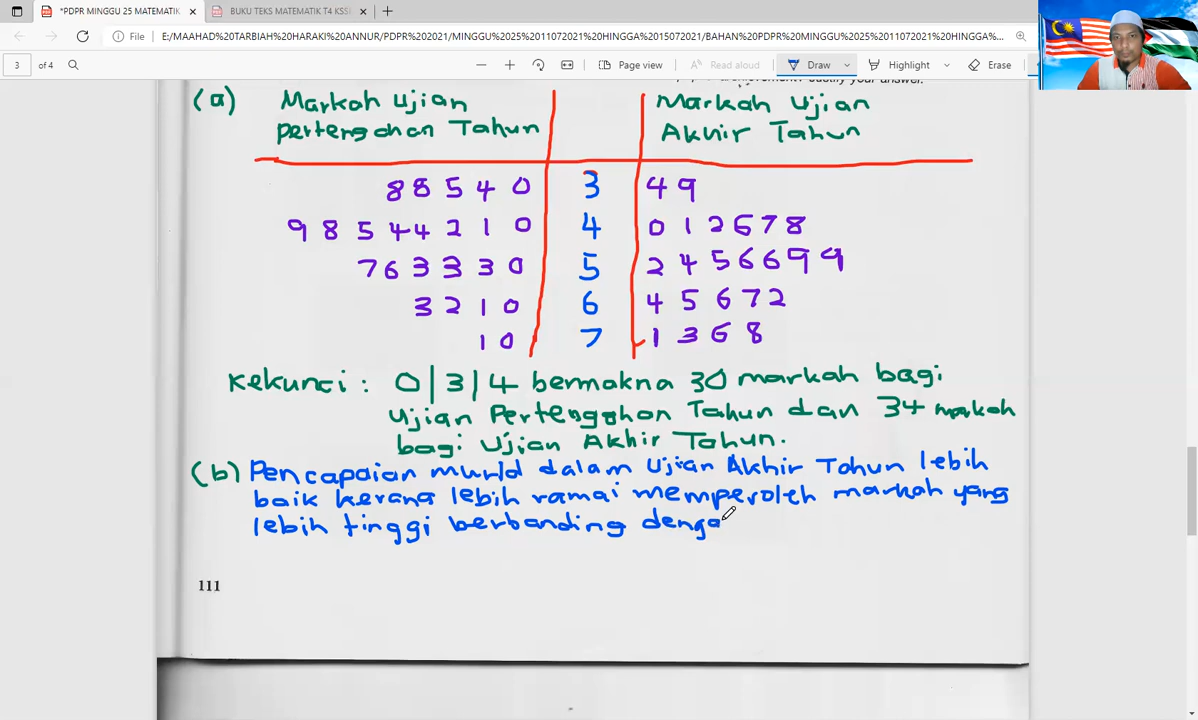 *PDPR MINGGU 25 MATEMATIK
BUKU TEKS MATEMATIK T4 KSS
File
E:/MAAHAD%20TARBIAH%20HARAKI%20ANNUR/PDPR%202021/MINGGU%2025%2011072021%20HINGGA%2015072021/BAHAN%20PDPR%20MINGGU%2025%2011072021%20HINGGA%
3 of 4
Page view
Read aloud
Draw
Highlight
Erase
your answer.
(a) Markah Ujian Markah Ujian
pertengahan Tahun Akhir Tahun
8 8 5 4 0 3 4 9
9 8 5 4 4 2 1 0 4 0 1 2 6 7 8
7 6 3 3 3 0 5 2 4 5 6 6 9 9
3 2 1 0 6 4 5 6 7 2
1 0 7 1 3 6 8
Kekunci : 0|3|4 bermakna 30 markah bagi
Ujian Pertengahan Tahun dan 34 markah
bagi Ujian Akhir Tahun.
(b) Pencapaian murid dalam Ujian Akhir Tahun lebih
baik kerana lebih ramai memperoleh markah yang
lebih tinggi berbanding denga
111